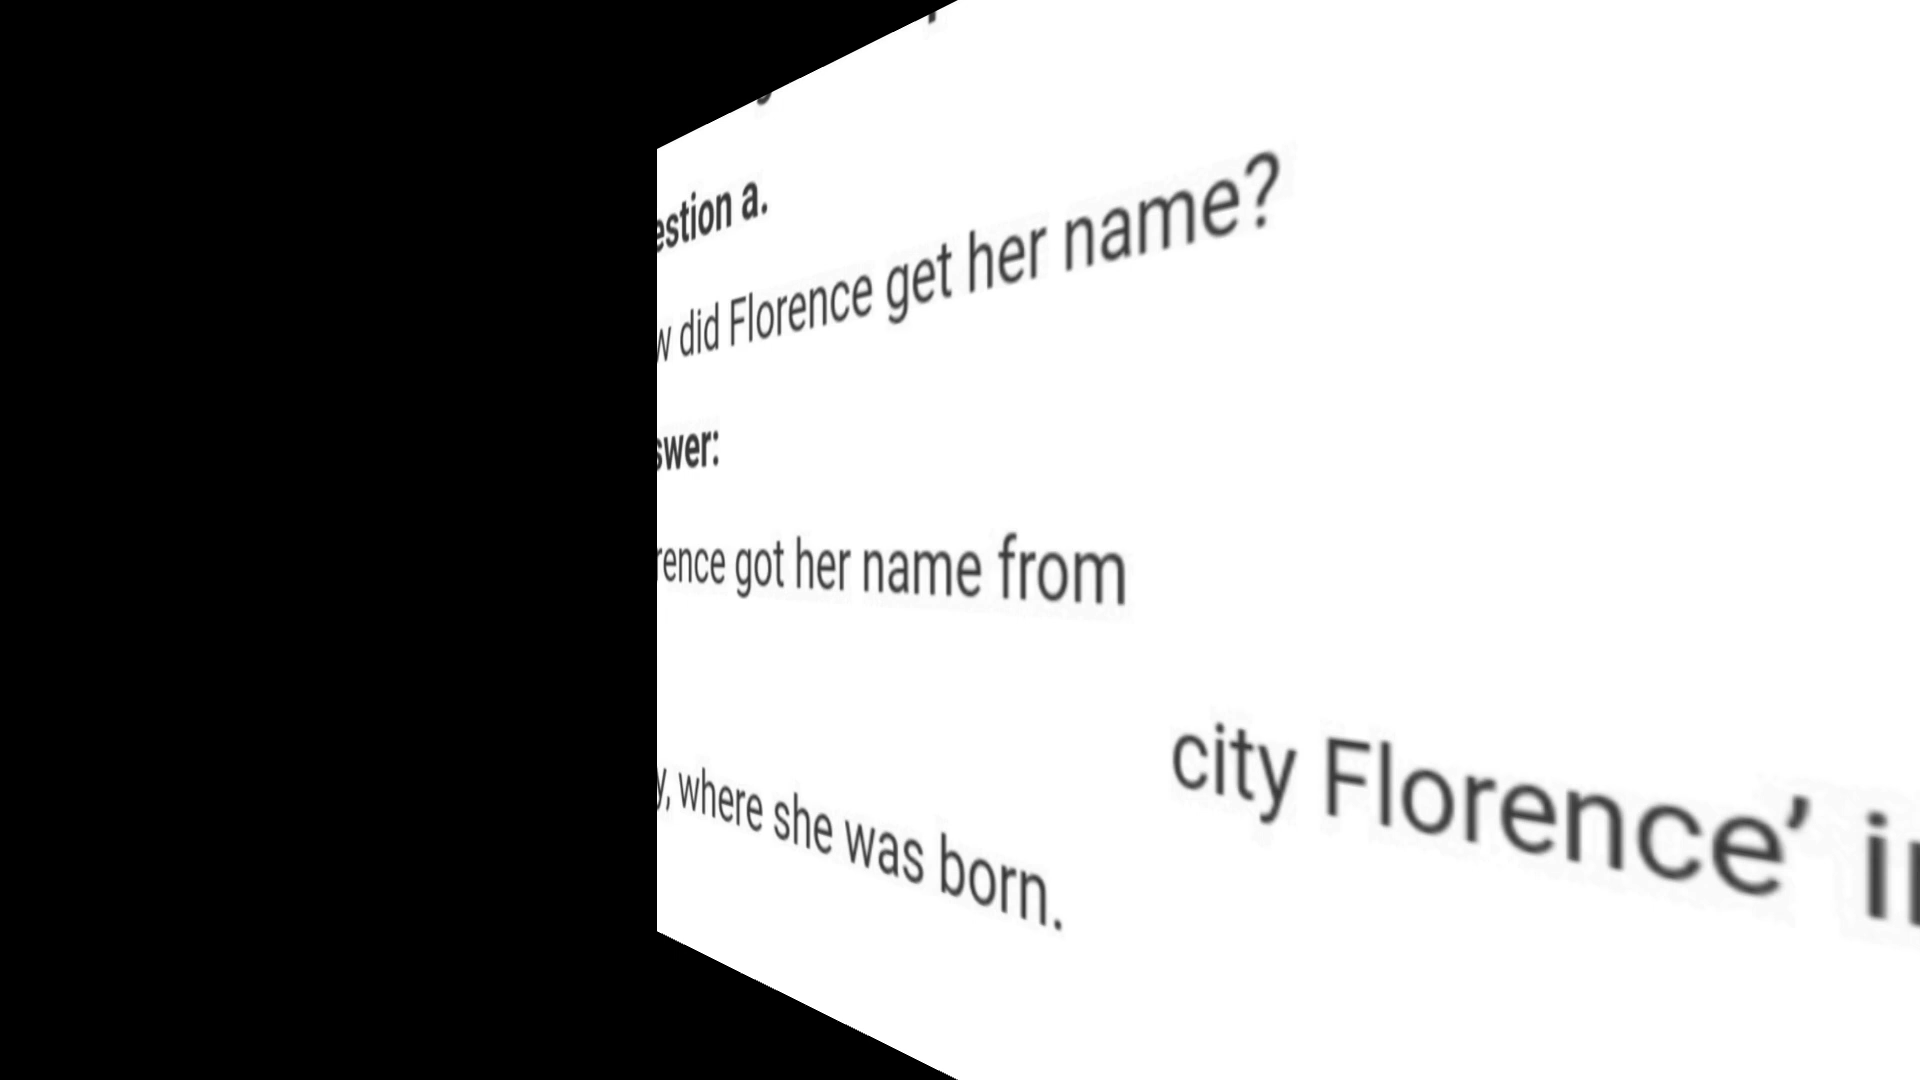 estion a.
w did Florence get her name?
swer:
rence got her name from
city Florence’ i
y, where she was born.